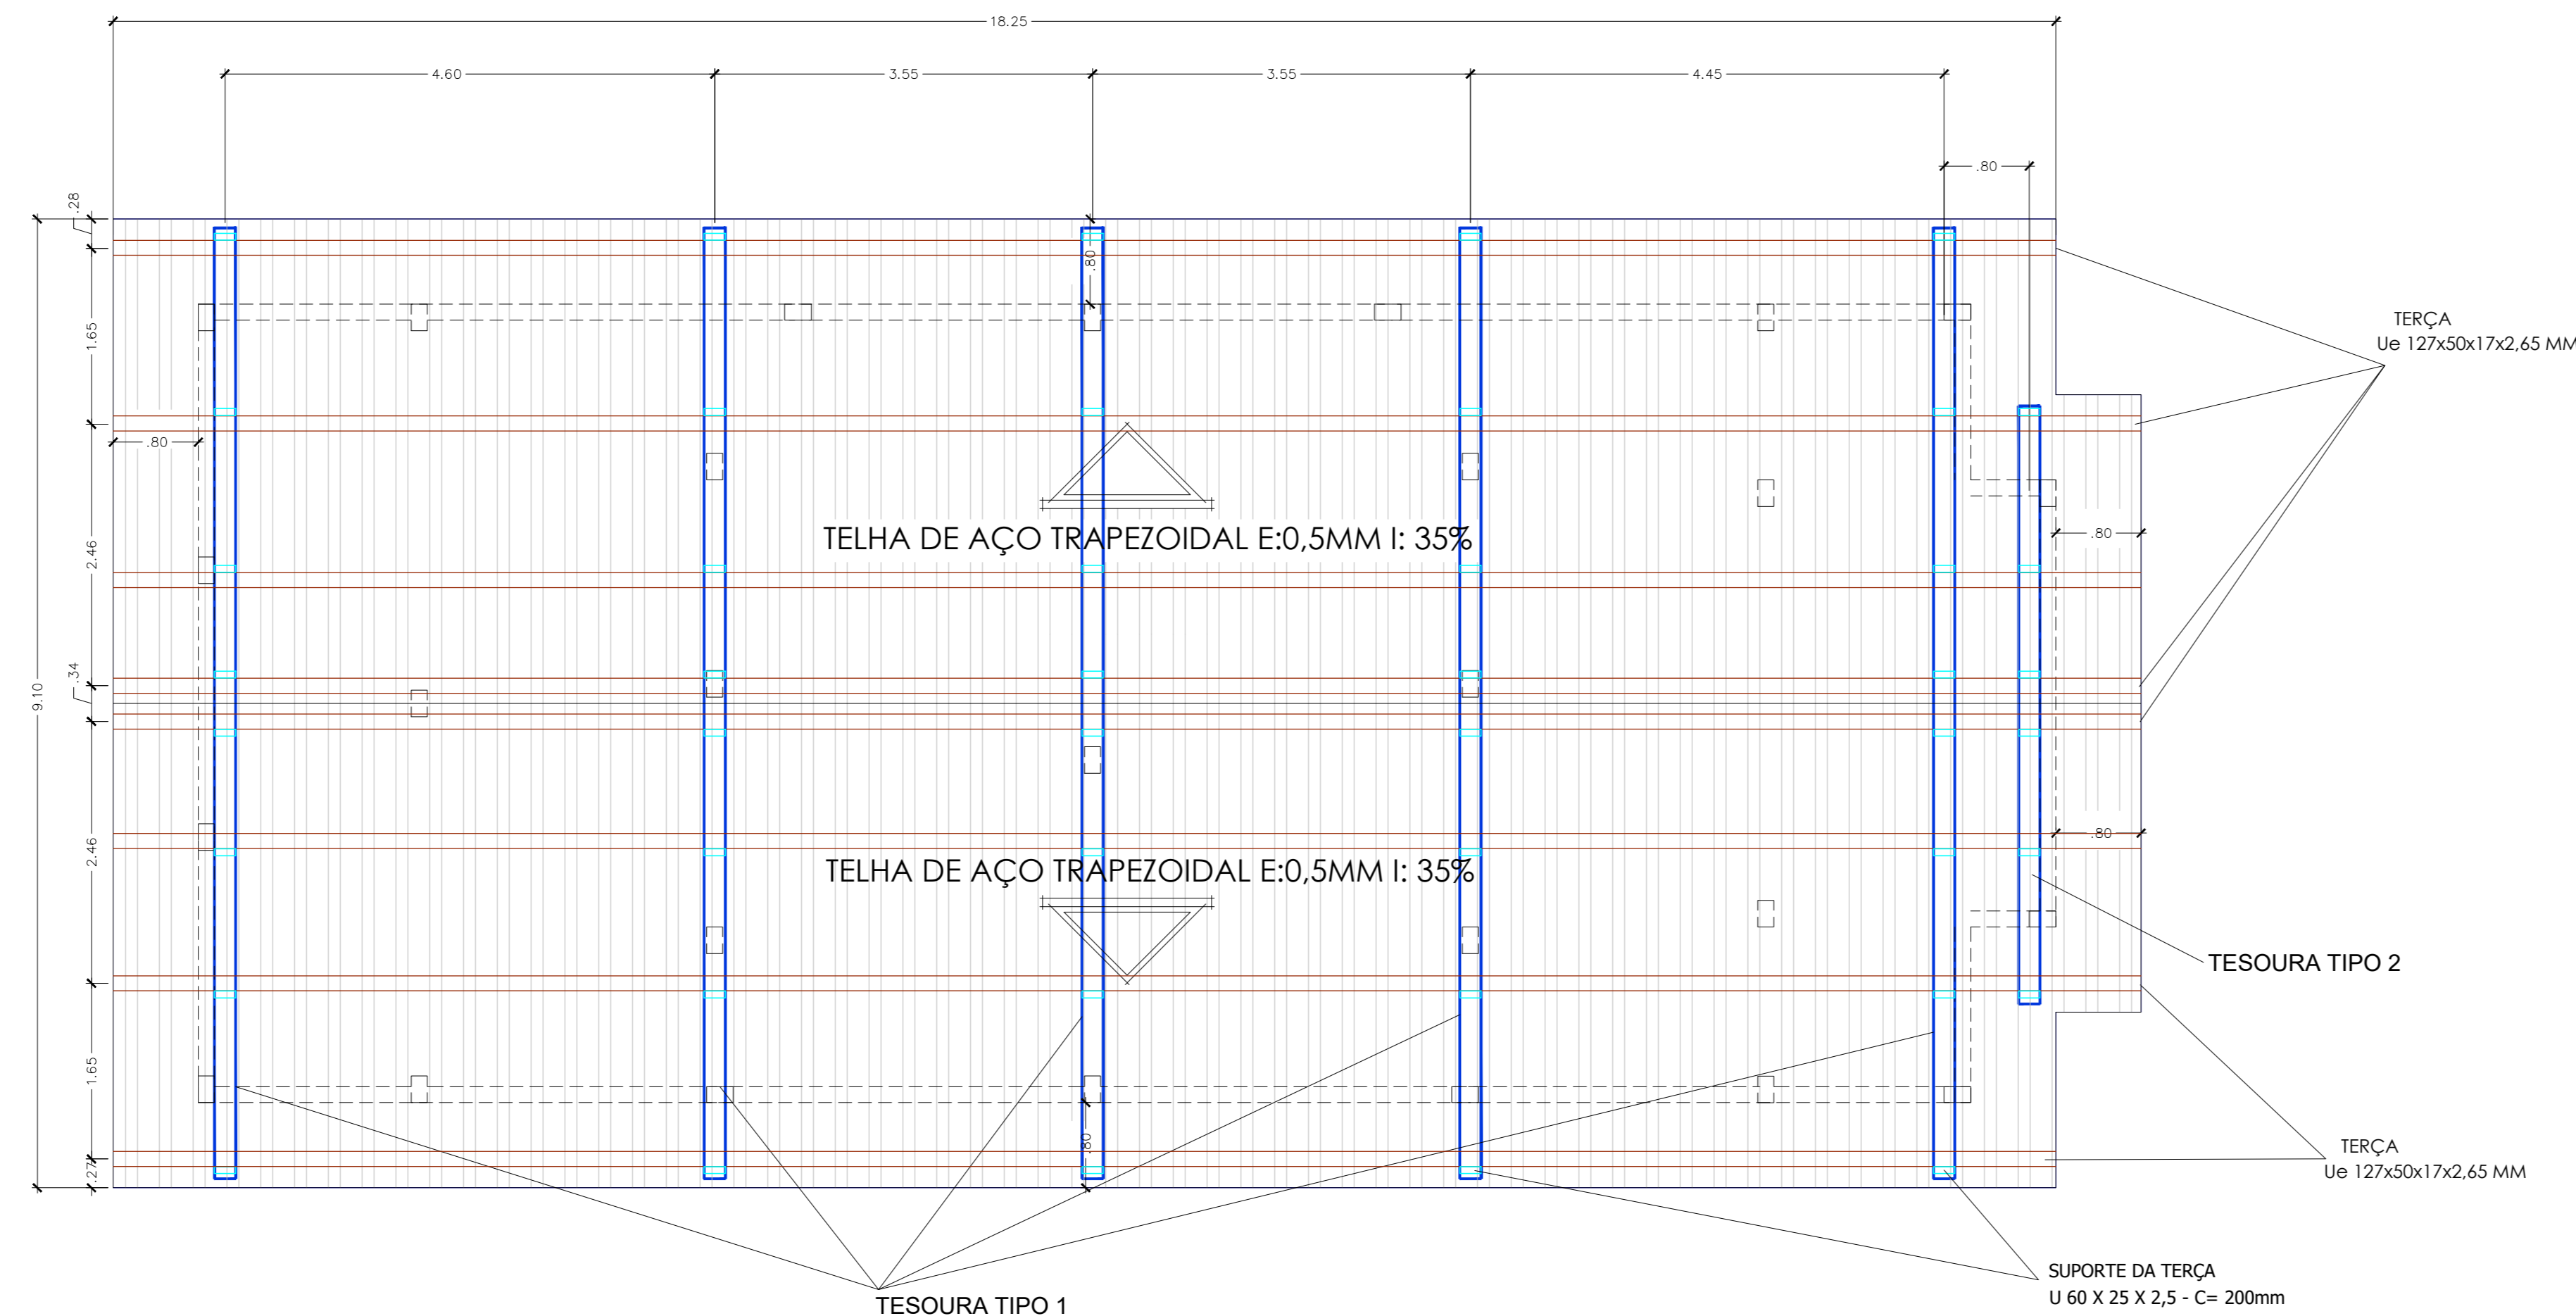 18.25
4.60
3.55
3.55
4.45
.80
.28
.80
TERÇA
Ue 127x50x17x2,65 MM
1.65
.80
2.46
TELHA DE AÇO TRAPEZOIDAL E:0,5MM I: 35%
.80
9.10
.34
.80
2.46
TELHA DE AÇO TRAPEZOIDAL E:0,5MM I: 35%
TESOURA TIPO 2
1.65
.80
.27
TERÇA
Ue 127x50x17x2,65 MM
SUPORTE DA TERÇA
U 60 X 25 X 2,5 - C= 200mm
TESOURA TIPO 1